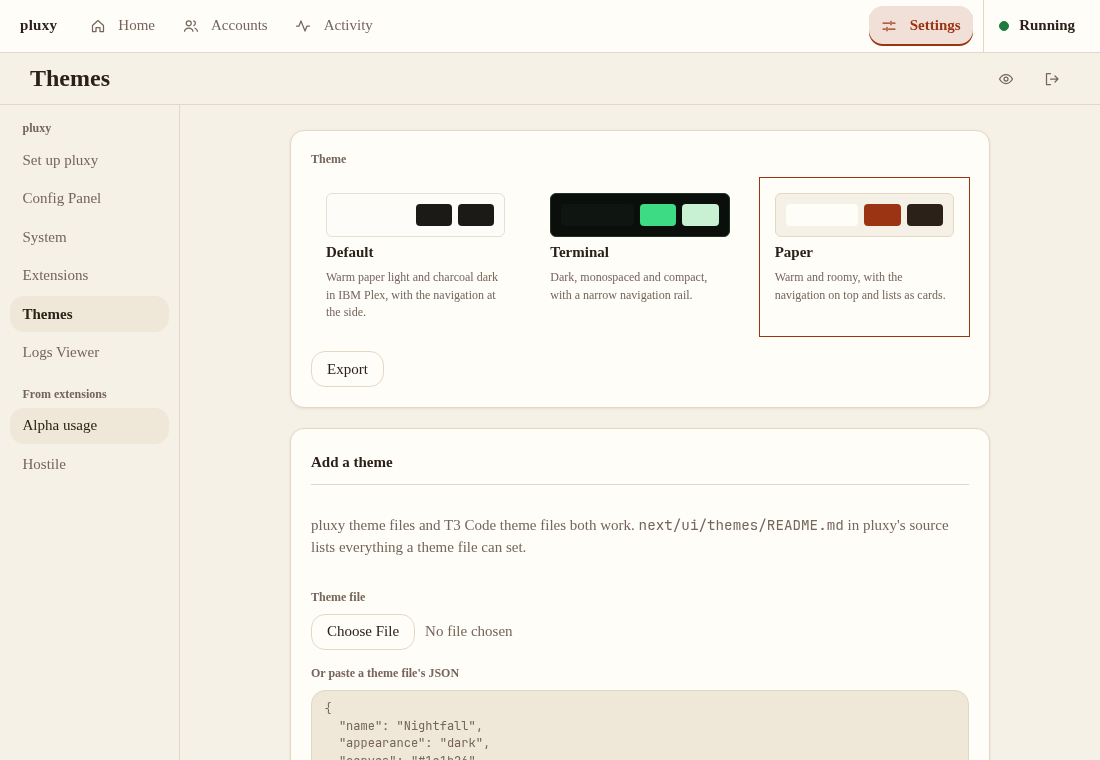 pluxy
Home
Accounts
Activity
Settings
Running
Themes
pluxy
Set up pluxy
Config Panel
System
Extensions
Themes
Logs Viewer
From extensions
Alpha usage
Hostile
Theme
Default
Warm paper light and charcoal dark
in IBM Plex, with the navigation at
the side.
Terminal
Dark, monospaced and compact,
with a narrow navigation rail.
Paper
Warm and roomy, with the
navigation on top and lists as cards.
Export
Add a theme
pluxy theme files and T3 Code theme files both work. next/ui/themes/README.md in pluxy's source
lists everything a theme file can set.
Theme file
Choose File No file chosen
Or paste a theme file's JSON
{
"name": "Nightfall",
"appearance": "dark",